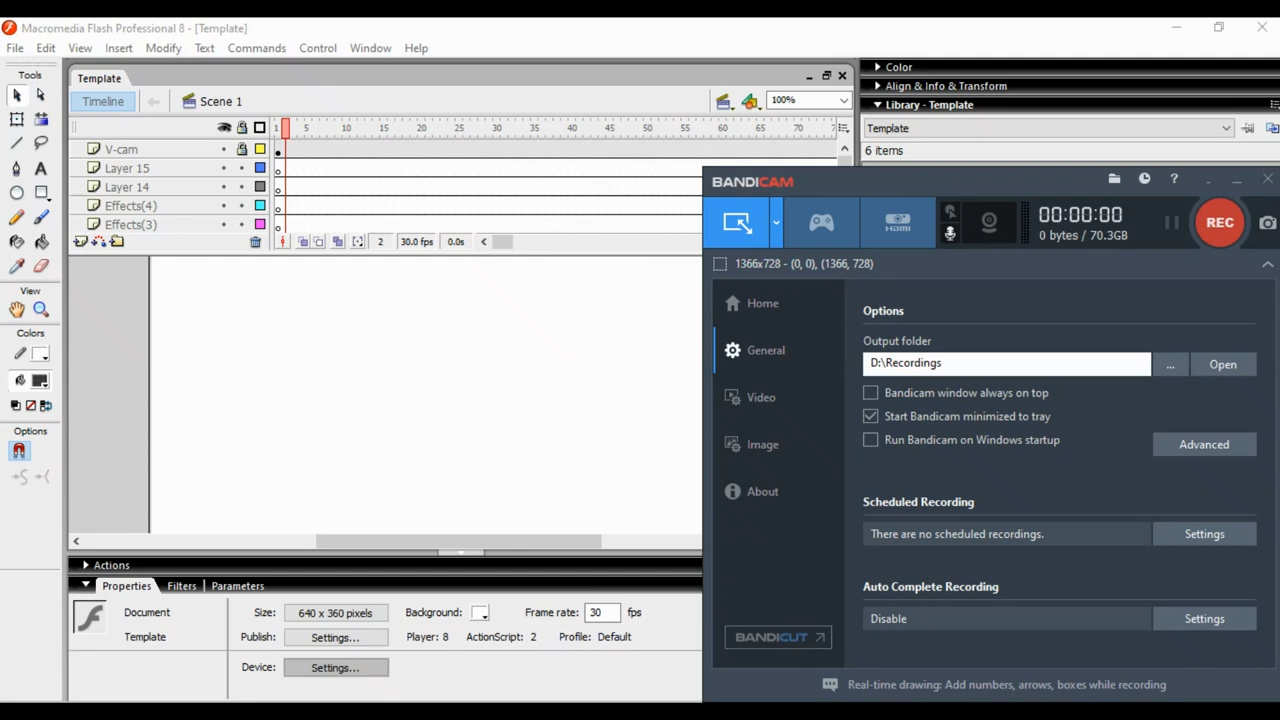 Macromedia Flash Professional 8 - [Template]
File Edit View Insert Modify Text Commands Control Window Help
Tools
View
Colors
Options
Template
Timeline Scene 1 100%
1 5 10 15 20 25 30 35 40 45 50 55 60 65 70 75
V-cam
Layer 15
Layer 14
Effects(4)
Effects(3)
2 30.0 fps 0.0s
Color
Align & Info & Transform
Library - Template
Template
6 items
BANDICAM
HDMI
00:00:00
0 bytes / 70.3GB
REC
1366x728 - (0, 0), (1366, 728)
Home
General
Video
Image
About
BANDICUT
Options
Output folder
D:\Recordings ... Open
Bandicam window always on top
Start Bandicam minimized to tray
Run Bandicam on Windows startup
Advanced
Scheduled Recording
There are no scheduled recordings. Settings
Auto Complete Recording
Disable Settings
Real-time drawing: Add numbers, arrows, boxes while recording
Actions
Properties Filters Parameters
Document Size: 640 x 360 pixels Background: Frame rate: 30 fps
Template Publish: Settings... Player: 8 ActionScript: 2 Profile: Default
Device: Settings...